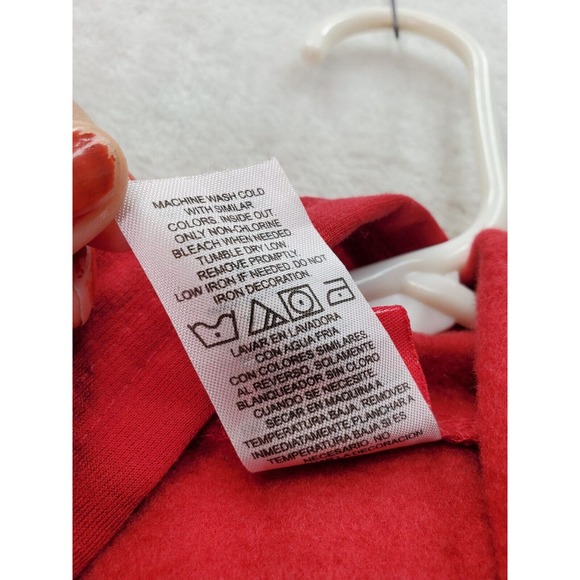 MACHINE WASH COLD
WITH SIMILAR
COLORS. INSIDE OUT.
ONLY NON-CHLORINE
BLEACH WHEN NEEDED
TUMBLE DRY LOW
REMOVE PROMPTLY.
LOW IRON IF NEEDED. DO NOT
IRON DECORATION.
LAVAR EN LAVADORA
CON AGUA FRIA
CON COLORES SIMILARES.
AL REVERSO. SOLAMENTE
BLANQUEADOR SIN CLORO
CUANDO SE NECESITE
SECAR EN MAQUINA A
TEMPERATURA BAJA. REMOVER
INMEDIATAMENTE.PLANCHAR A
TEMPERATURA BAJA SI ES
NECESARIO. NO
DECORACION